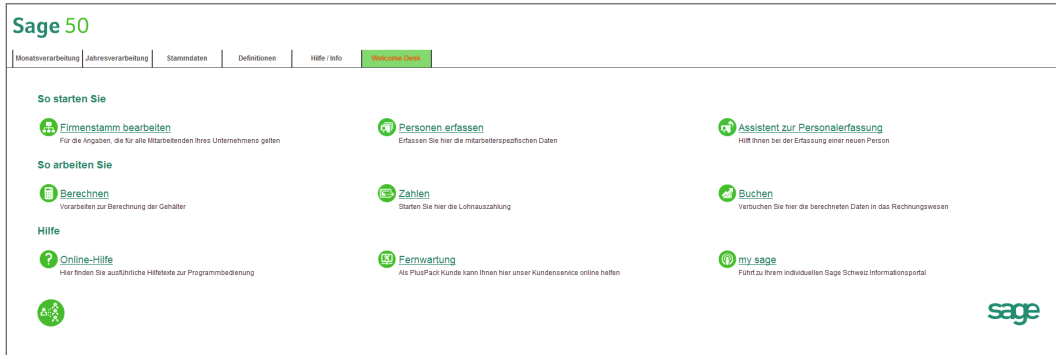 Sage 50
Monatsverarbeitung Jahresverarbeitung Stammdaten Definitionen Hilfe / Info Welcome-Desk
So starten Sie
Firmenstamm bearbeiten Personen erfassen Assistent zur Personalerfassung
Für die Angaben, die für alle Mitarbeitenden Ihres Unternehmens gelten Erfassen Sie hier die mitarbeiterspezifischen Daten Hilft Ihnen bei der Erfassung einer neuen Person
So arbeiten Sie
Berechnen Zahlen Buchen
Vorarbeiten zur Berechnung der Gehälter Starten Sie hier die Lohnauszahlung Verbuchen Sie hier die berechneten Daten in das Rechnungswesen
Hilfe
Online-Hilfe Fernwartung my sage
Hier finden Sie ausführliche Hilfetexte zur Programmbedienung Als PlusPack Kunde kann Ihnen hier unser Kundenservice online helfen Führt zu Ihrem individuellen Sage Schweiz Informationsportal
sage